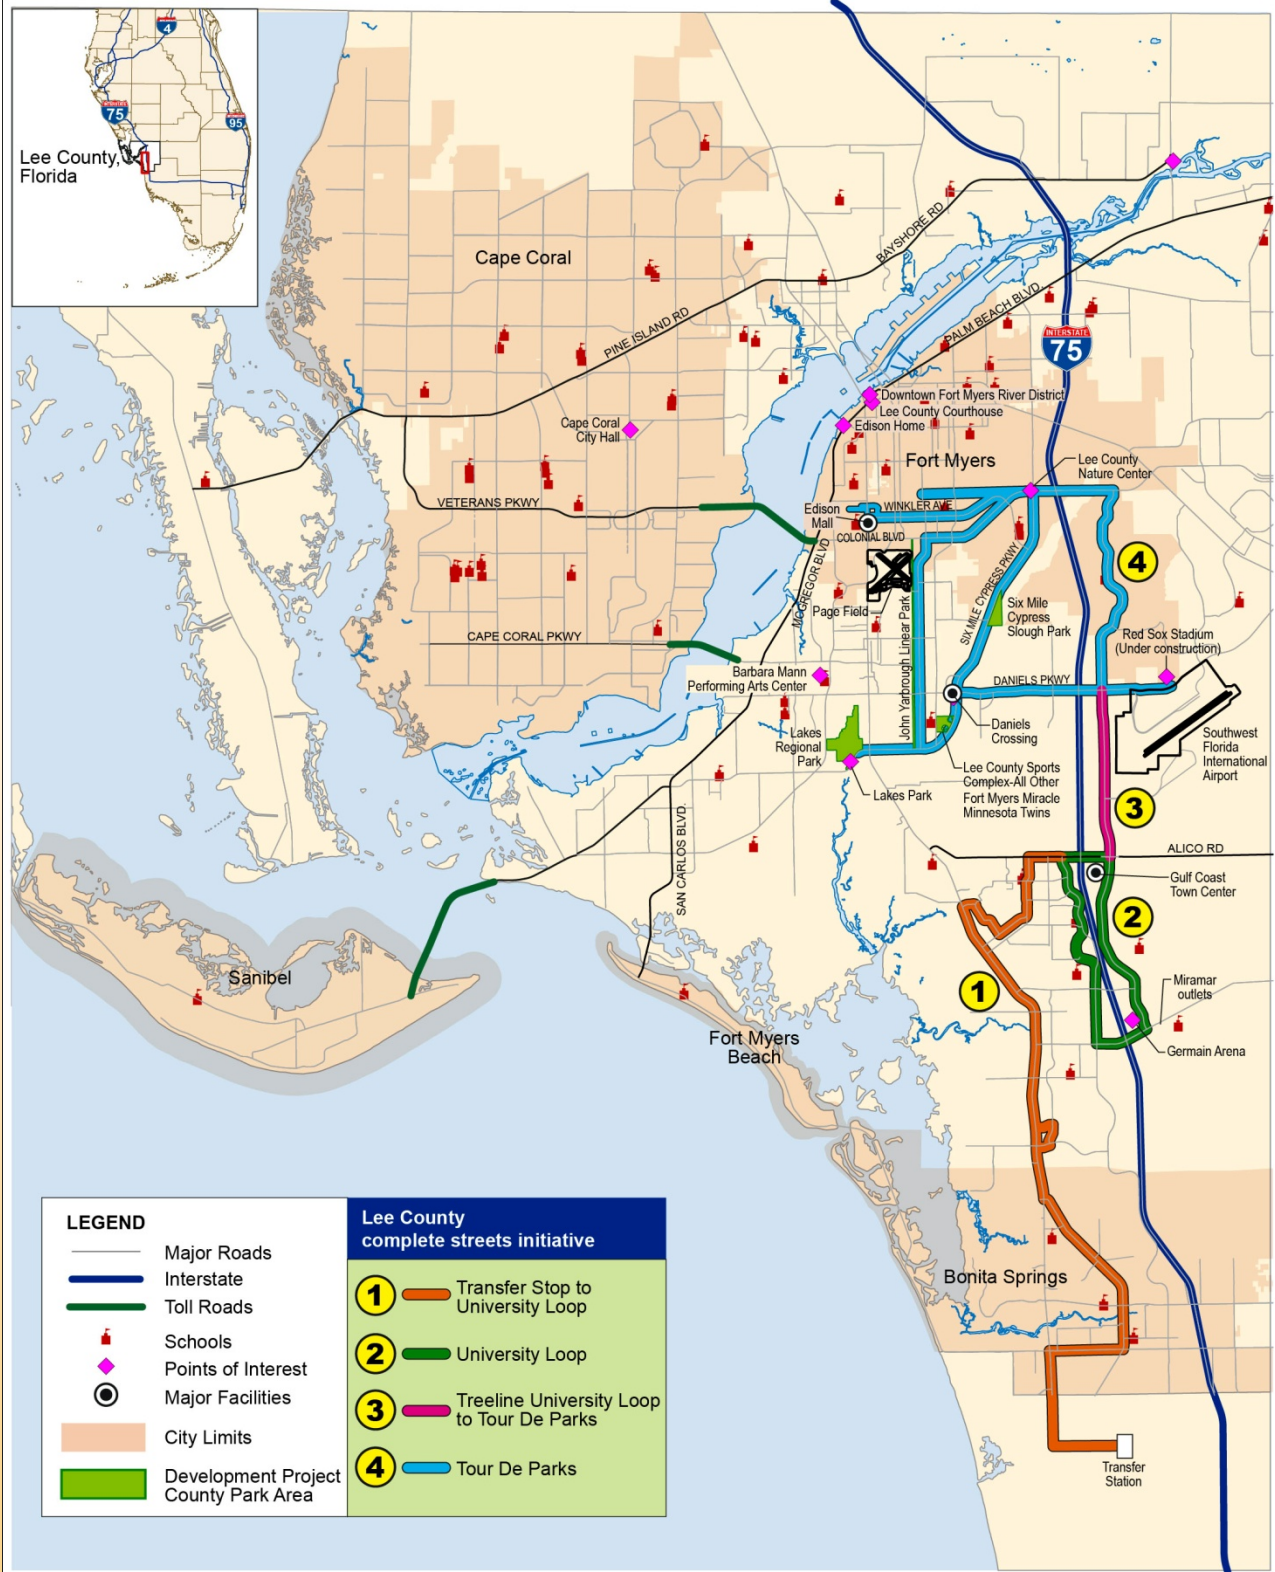 4
75
95
Lee County,
Florida
Cape Coral
BAYSHORE RD
PINE ISLAND RD
PALM BEACH BLVD.
INTERSTATE
75
Downtown Fort Myers River District
Lee County Courthouse
Edison Home
Cape Coral
City Hall
Fort Myers
Lee County
Nature Center
VETERANS PKWY
Edison
Mall
WINKLER AVE
COLONIAL BLVD
MCGREGOR BLVD
4
SIX MILE CYPRESS PKWY
Page Field
John Yarbrough Linear Park
Six Mile
Cypress
Slough Park
CAPE CORAL PKWY
Red Sox Stadium
(Under construction)
Barbara Mann
Performing Arts Center
DANIELS PKWY
Lakes
Regional
Park
Daniels
Crossing
Southwest
Florida
International
Airport
Lee County Sports
Complex-All Other
Fort Myers Miracle
Minnesota Twins
Lakes Park
3
SAN CARLOS BLVD.
ALICO RD
Gulf Coast
Town Center
2
Sanibel
1
Miramar
outlets
Fort Myers
Beach
Germain Arena
Bonita Springs
Transfer
Station
LEGEND
Major Roads
Interstate
Toll Roads
Schools
Points of Interest
Major Facilities
City Limits
Development Project
County Park Area
Lee County
complete streets initiative
1 Transfer Stop to
University Loop
2 University Loop
3 Treeline University Loop
to Tour De Parks
4 Tour De Parks